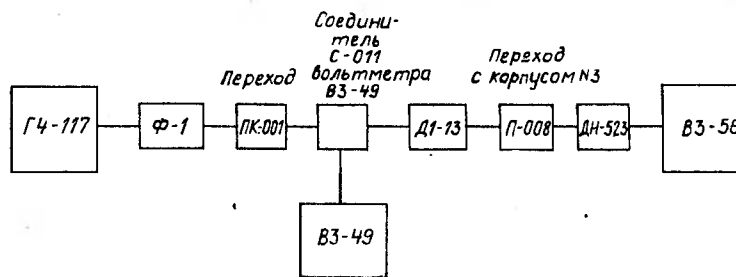 Соедини-
тель
С-011
вольтметра
В3-49
Переход
Переход
с корпусом N3
Г4-117
Ф-1
ПК-001
Д1-13
П-008
ДН-523
В3-56
В3-49